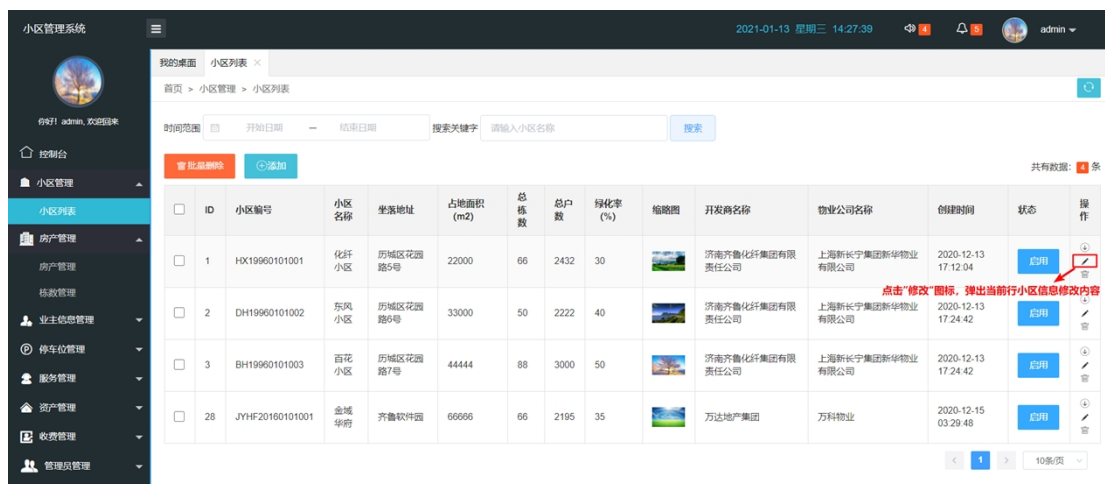 小区管理系统
2021-01-13 星期三 14:27:39
4
5
admin
你好! admin, 欢迎回来
控制台
小区管理
小区列表
房产管理
房产管理
栋数管理
业主信息管理
停车位管理
服务管理
资产管理
收费管理
管理员管理
我的桌面 小区列表 ×
首页 > 小区管理 > 小区列表
时间范围 开始日期 — 结束日期 搜索关键字 请输入小区名称 搜索
批量删除 添加 共有数据: 4 条
ID 小区编号 小区名称 坐落地址 占地面积(m2) 总栋数 总户数 绿化率(%) 缩略图 开发商名称 物业公司名称 创建时间 状态 操作
1 HX19960101001 化纤小区 历城区花园路5号 22000 66 2432 30 济南齐鲁化纤集团有限责任公司 上海新长宁集团新华物业有限公司 2020-12-13 17:12:04 启用
点击"修改"图标，弹出当前行小区信息修改内容
2 DH19960101002 东风小区 历城区花园路6号 33000 50 2222 40 济南齐鲁化纤集团有限责任公司 上海新长宁集团新华物业有限公司 2020-12-13 17:24:42 启用
3 BH19960101003 百花小区 历城区花园路7号 44444 88 3000 50 济南齐鲁化纤集团有限责任公司 上海新长宁集团新华物业有限公司 2020-12-13 17:24:42 启用
28 JYHF20160101001 金域华府 齐鲁软件园 66666 66 2195 35 万达地产集团 万科物业 2020-12-15 03:29:48 启用
< 1 > 10条/页